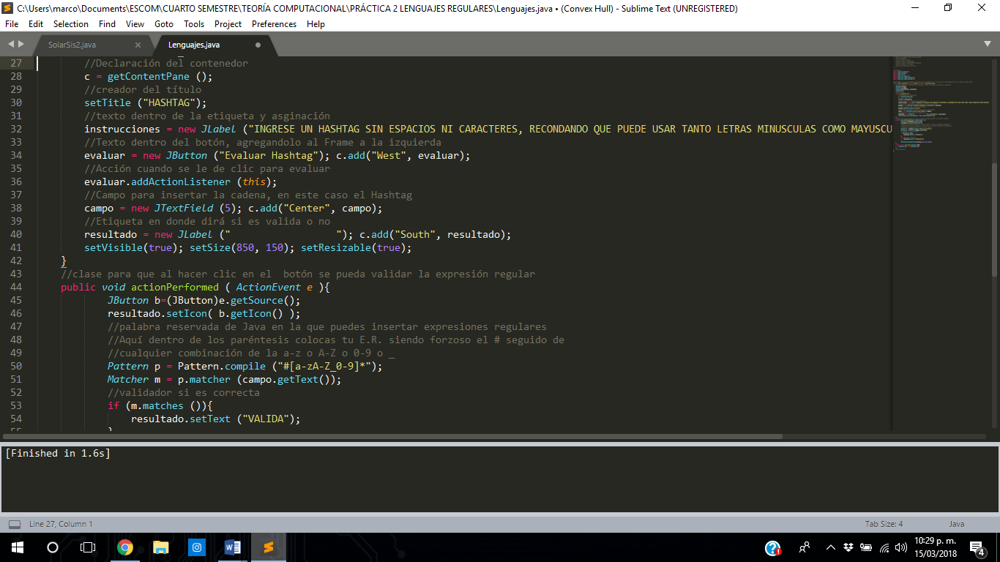 C:\Users\marco\Documents\ESCOM\CUARTO SEMESTRE\TEORÍA COMPUTACIONAL\PRÁCTICA 2 LENGUAJES REGULARES\Lenguajes.java • (Convex Hull) - Sublime Text (UNREGISTERED)
File Edit Selection Find View Goto Tools Project Preferences Help
SolarSis2.java × Lenguajes.java
27 //Declaración del contenedor
28 c = getContentPane ();
29 //creador del título
30 setTitle ("HASHTAG");
31 //texto dentro de la etiqueta y asginación
32 instrucciones = new JLabel ("INGRESE UN HASHTAG SIN ESPACIOS NI CARACTERES, RECONDANDO QUE PUEDE USAR TANTO LETRAS MINUSCULAS COMO MAYUSCU
33 //Texto dentro del botón, agregandolo al Frame a la izquierda
34 evaluar = new JButton ("Evaluar Hashtag"); c.add("West", evaluar);
35 //Acción cuando se le de clic para evaluar
36 evaluar.addActionListener (this);
37 //Campo para insertar la cadena, en este caso el Hashtag
38 campo = new JTextField (5); c.add("Center", campo);
39 //Etiqueta en donde dirá si es valida o no
40 resultado = new JLabel ("                  "); c.add("South", resultado);
41 setVisible(true); setSize(850, 150); setResizable(true);
42 }
43 //clase para que al hacer clic en el  botón se pueda validar la expresión regular
44 public void actionPerformed ( ActionEvent e ){
45 JButton b=(JButton)e.getSource();
46 resultado.setIcon( b.getIcon() );
47 //palabra reservada de Java en la que puedes insertar expresiones regulares
48 //Aquí dentro de los paréntesis colocas tu E.R. siendo forzoso el # seguido de
49 //cualquier combinación de la a-z o A-Z o 0-9 o _
50 Pattern p = Pattern.compile ("#[a-zA-Z_0-9]*");
51 Matcher m = p.matcher (campo.getText());
52 //validador si es correcta
53 if (m.matches ()){
54 resultado.setText ("VALIDA");
[Finished in 1.6s]
Line 27, Column 1 Tab Size: 4 Java
10:29 p. m.
15/03/2018
4